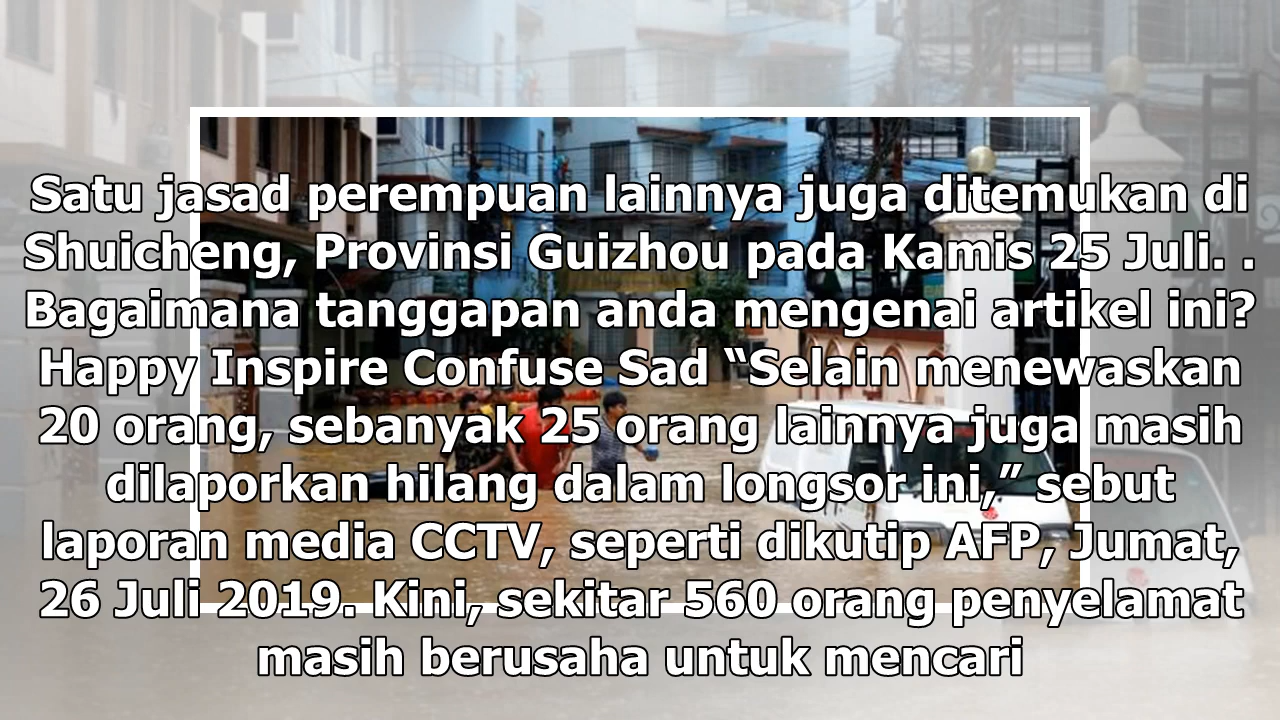 Satu jasad perempuan lainnya juga ditemukan di
Shuicheng, Provinsi Guizhou pada Kamis 25 Juli. .
Bagaimana tanggapan anda mengenai artikel ini?
Happy Inspire Confuse Sad “Selain menewaskan
20 orang, sebanyak 25 orang lainnya juga masih
dilaporkan hilang dalam longsor ini,” sebut
laporan media CCTV, seperti dikutip AFP, Jumat,
26 Juli 2019. Kini, sekitar 560 orang penyelamat
masih berusaha untuk mencari